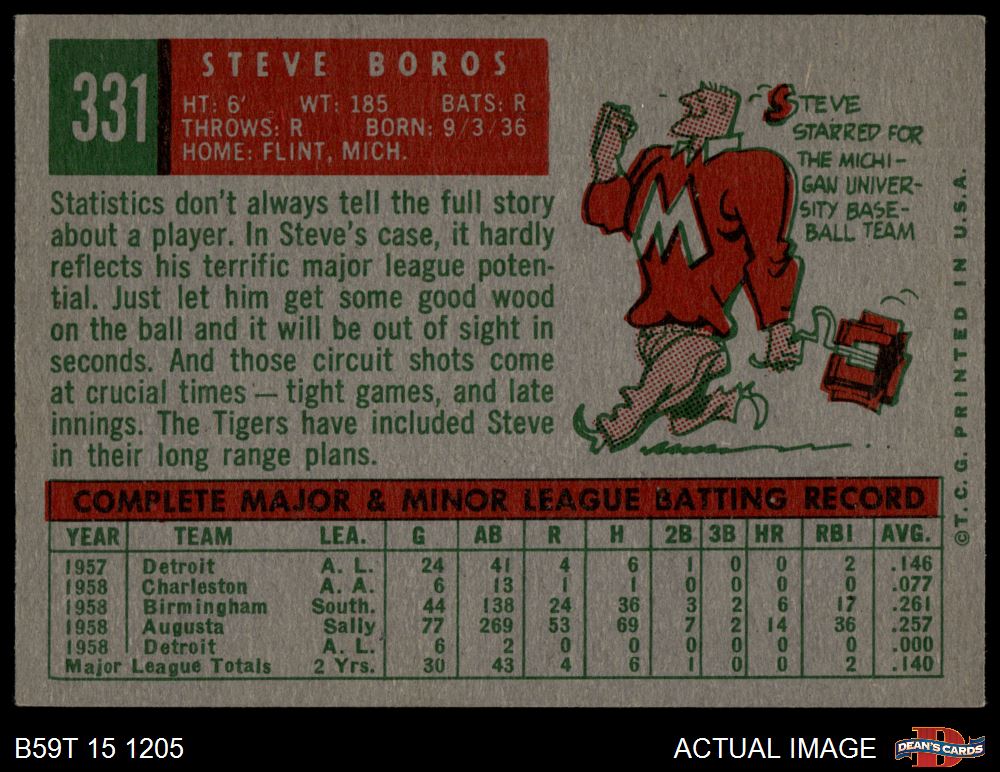 331
STEVE BOROS
HT: 6' WT: 185 BATS: R
THROWS: R BORN: 9/3/36
HOME: FLINT, MICH.
Statistics don't always tell the full story
about a player. In Steve's case, it hardly
reflects his terrific major league poten-
tial. Just let him get some good wood
on the ball and it will be out of sight in
seconds. And those circuit shots come
at crucial times — tight games, and late
innings. The Tigers have included Steve
in their long range plans.
M
STEVE
STARRED FOR
THE MICHI-
GAN UNIVER-
SITY BASE-
BALL TEAM
©T. C. G. PRINTED IN U.S.A.
COMPLETE MAJOR & MINOR LEAGUE BATTING RECORD
YEAR TEAM LEA. G AB R H 2B 3B HR RBI AVG.
1957 Detroit A. L. 24 41 4 6 1 0 0 2 .146
1958 Charleston A. A. 6 13 1 1 0 0 0 0 .077
1958 Birmingham South. 44 138 24 36 3 2 6 17 .261
1958 Augusta Sally 77 269 53 69 7 2 14 36 .257
1958 Detroit A. L. 6 2 0 0 0 0 0 0 .000
Major League Totals 2 Yrs. 30 43 4 6 1 0 0 2 .140
B59T 15 1205
ACTUAL IMAGE
DEAN'S CARDS